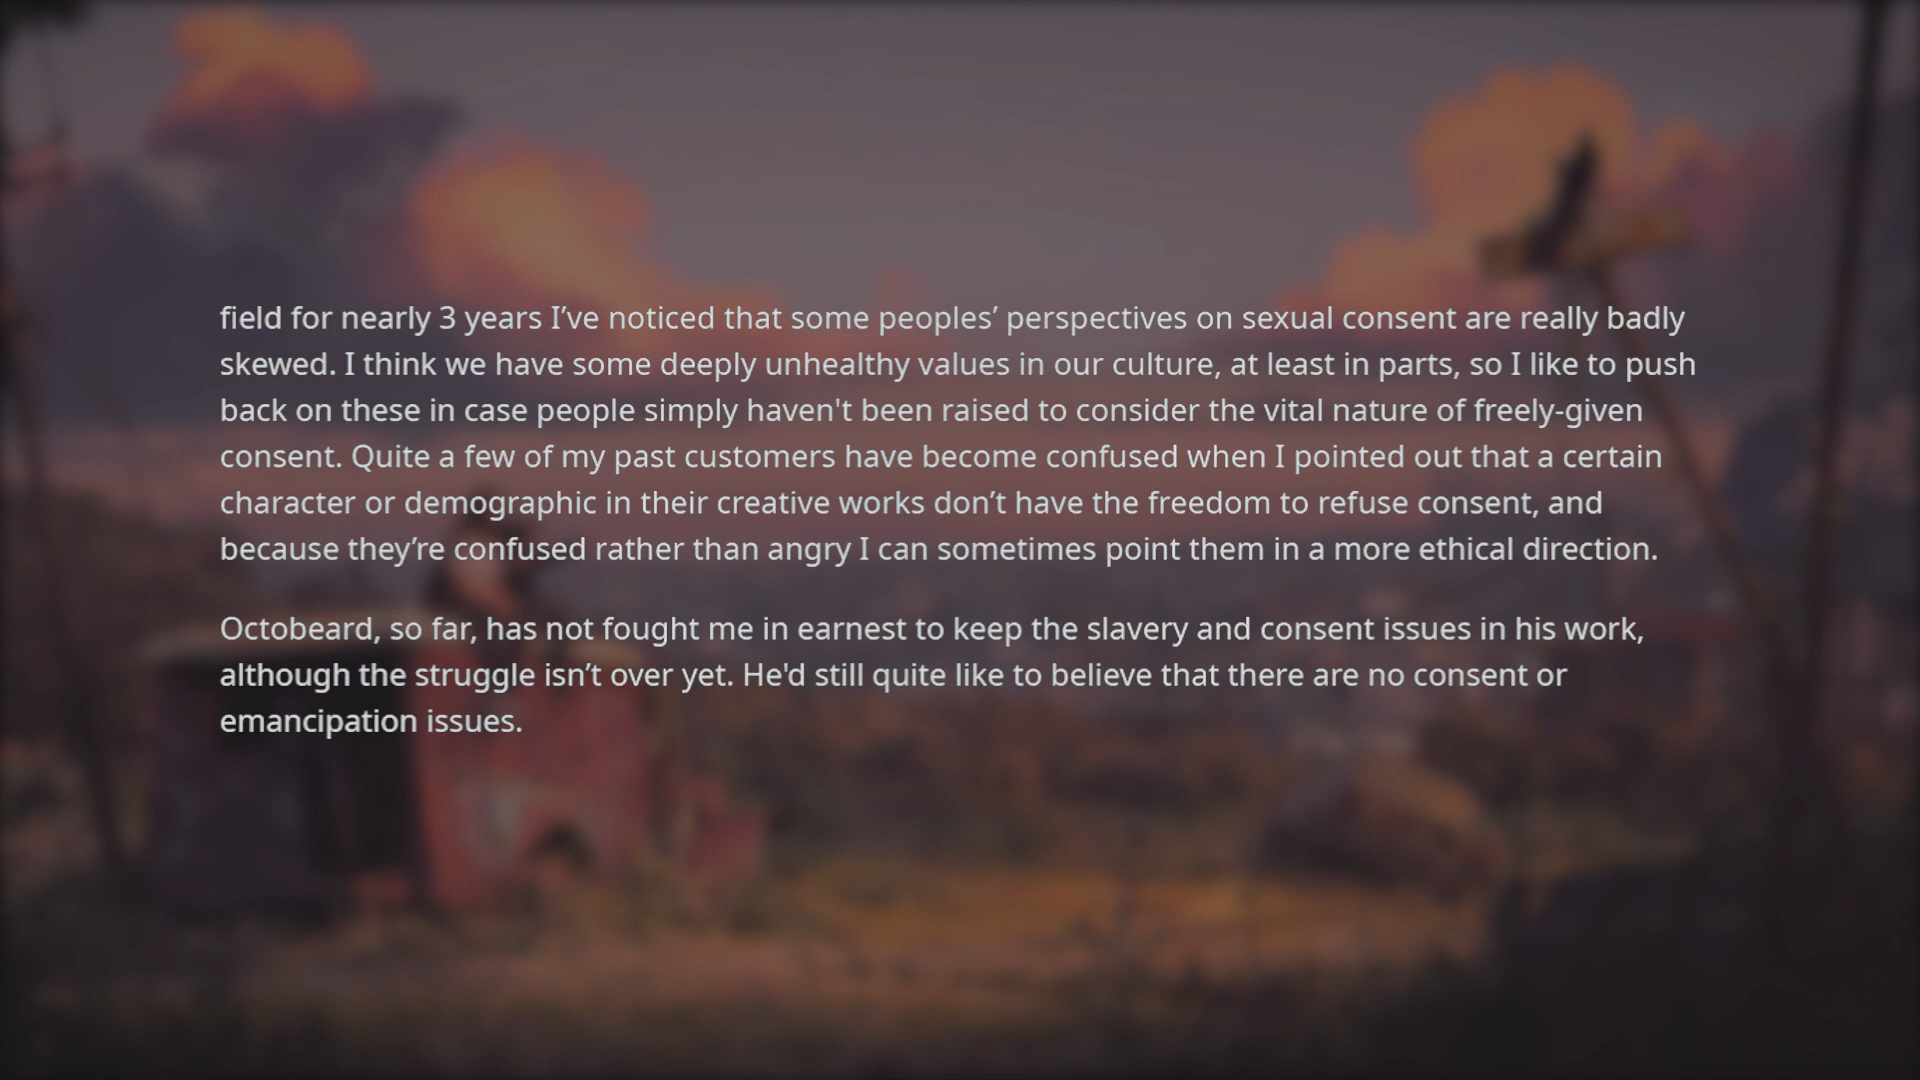 field for nearly 3 years I’ve noticed that some peoples’ perspectives on sexual consent are really badly
skewed. I think we have some deeply unhealthy values in our culture, at least in parts, so I like to push
back on these in case people simply haven't been raised to consider the vital nature of freely-given
consent. Quite a few of my past customers have become confused when I pointed out that a certain
character or demographic in their creative works don’t have the freedom to refuse consent, and
because they’re confused rather than angry I can sometimes point them in a more ethical direction.
Octobeard, so far, has not fought me in earnest to keep the slavery and consent issues in his work,
although the struggle isn’t over yet. He'd still quite like to believe that there are no consent or
emancipation issues.